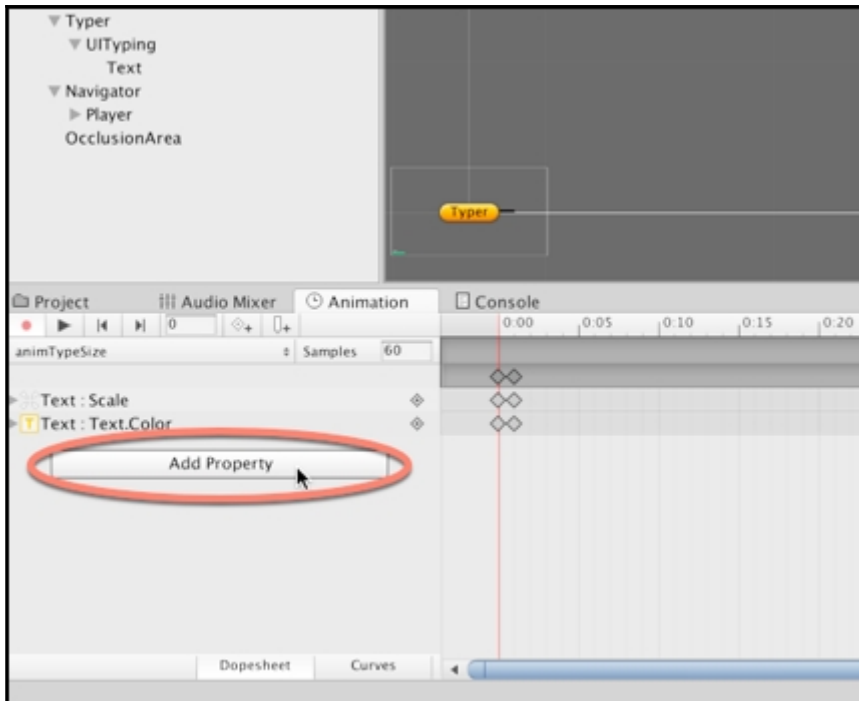 Typer
UITyping
Text
Navigator
Player
OcclusionArea
Typer
Project
Audio Mixer
Animation
Console
0
0:00
0:05
0:10
0:15
0:20
animTypeSize
Samples
60
Text : Scale
Text : Text.Color
Add Property
Dopesheet
Curves